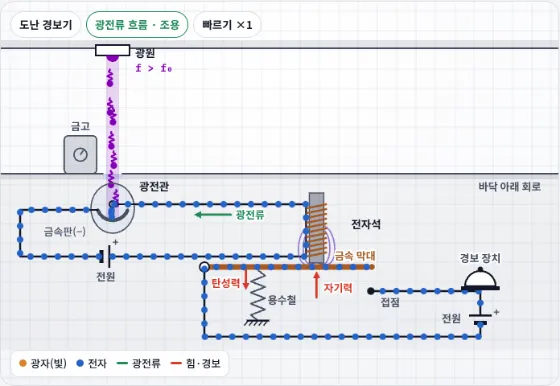 도난 경보기 광전류 흐름 · 조용 빠르기 ×1
광원
f > f₀
금고
광전관
바닥 아래 회로
광전류
전자석
금속판(−)
금속 막대
경보 장치
+
전원
탄성력
자기력
용수철
접점
전원
+
광자(빛) 전자 광전류 힘·경보